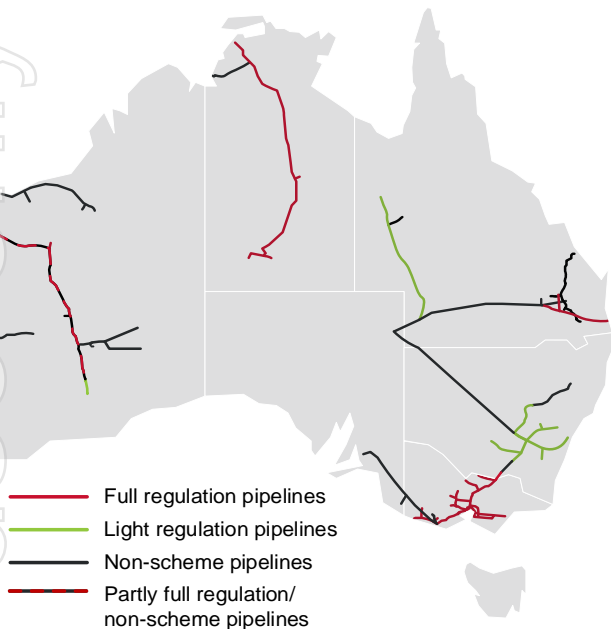 Full regulation pipelines
Light regulation pipelines
Non-scheme pipelines
Partly full regulation/
non-scheme pipelines